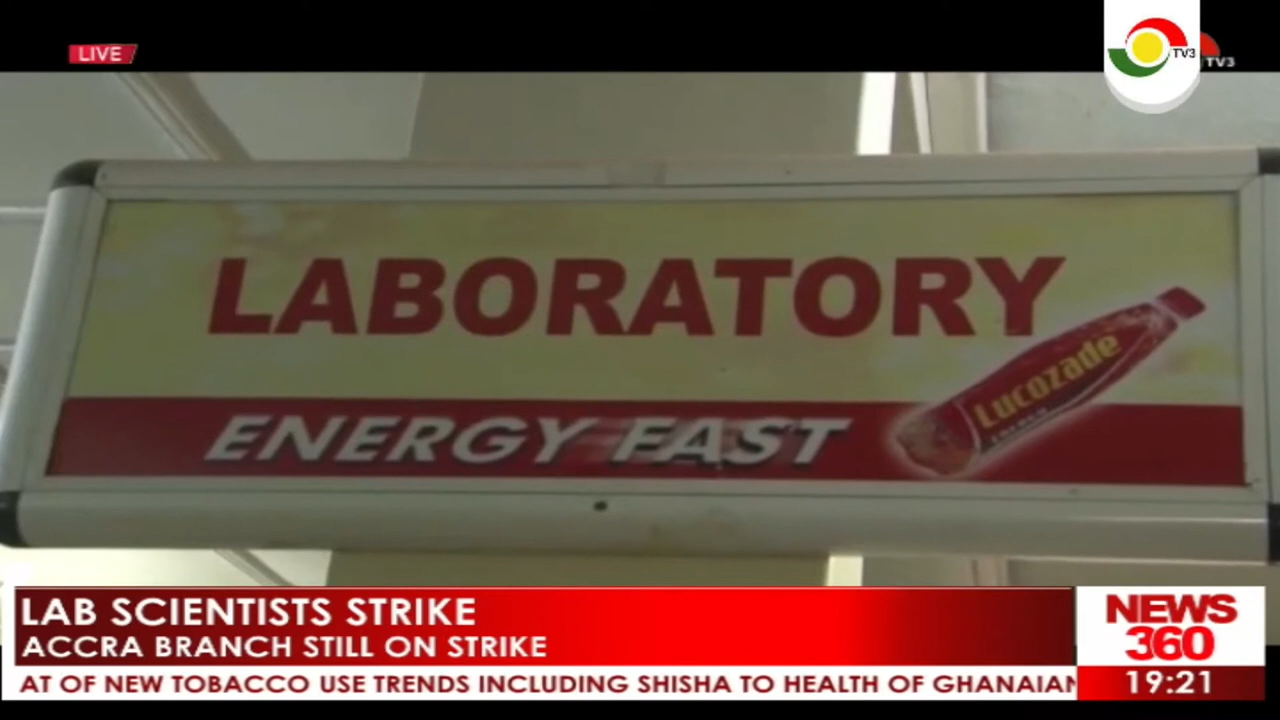 LIVE
TV3
TV3
LABORATORY
ENERGY FAST
Lucozade
ENERGY
LAB SCIENTISTS STRIKE
ACCRA BRANCH STILL ON STRIKE
NEWS
360
AT OF NEW TOBACCO USE TRENDS INCLUDING SHISHA TO HEALTH OF GHANAIAN
19:21